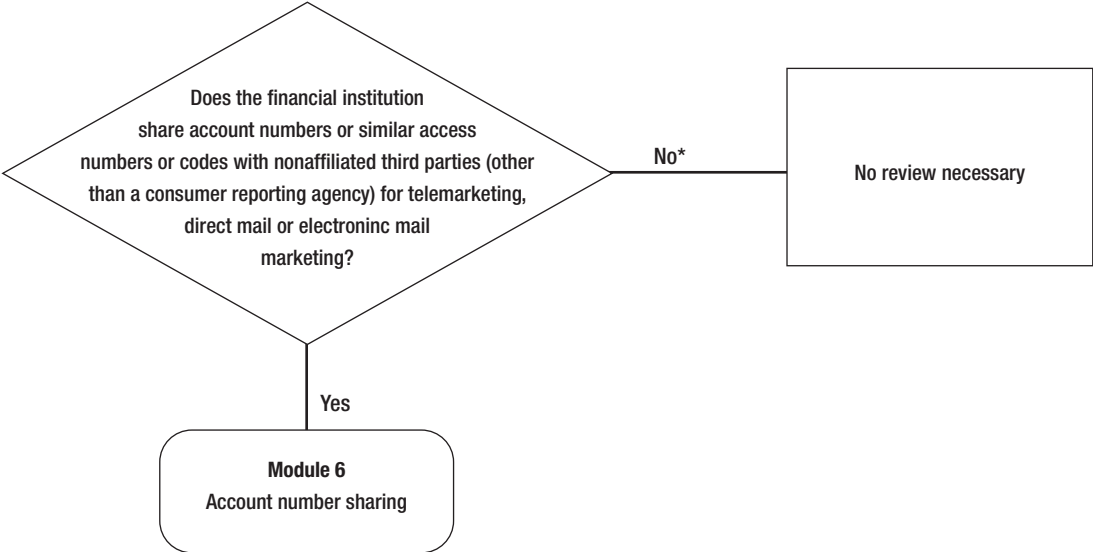 Does the financial institution
share account numbers or similar access
numbers or codes with nonaffiliated third parties (other
than a consumer reporting agency) for telemarketing,
direct mail or electroninc mail
marketing?
No*
No review necessary
Yes
Module 6
Account number sharing